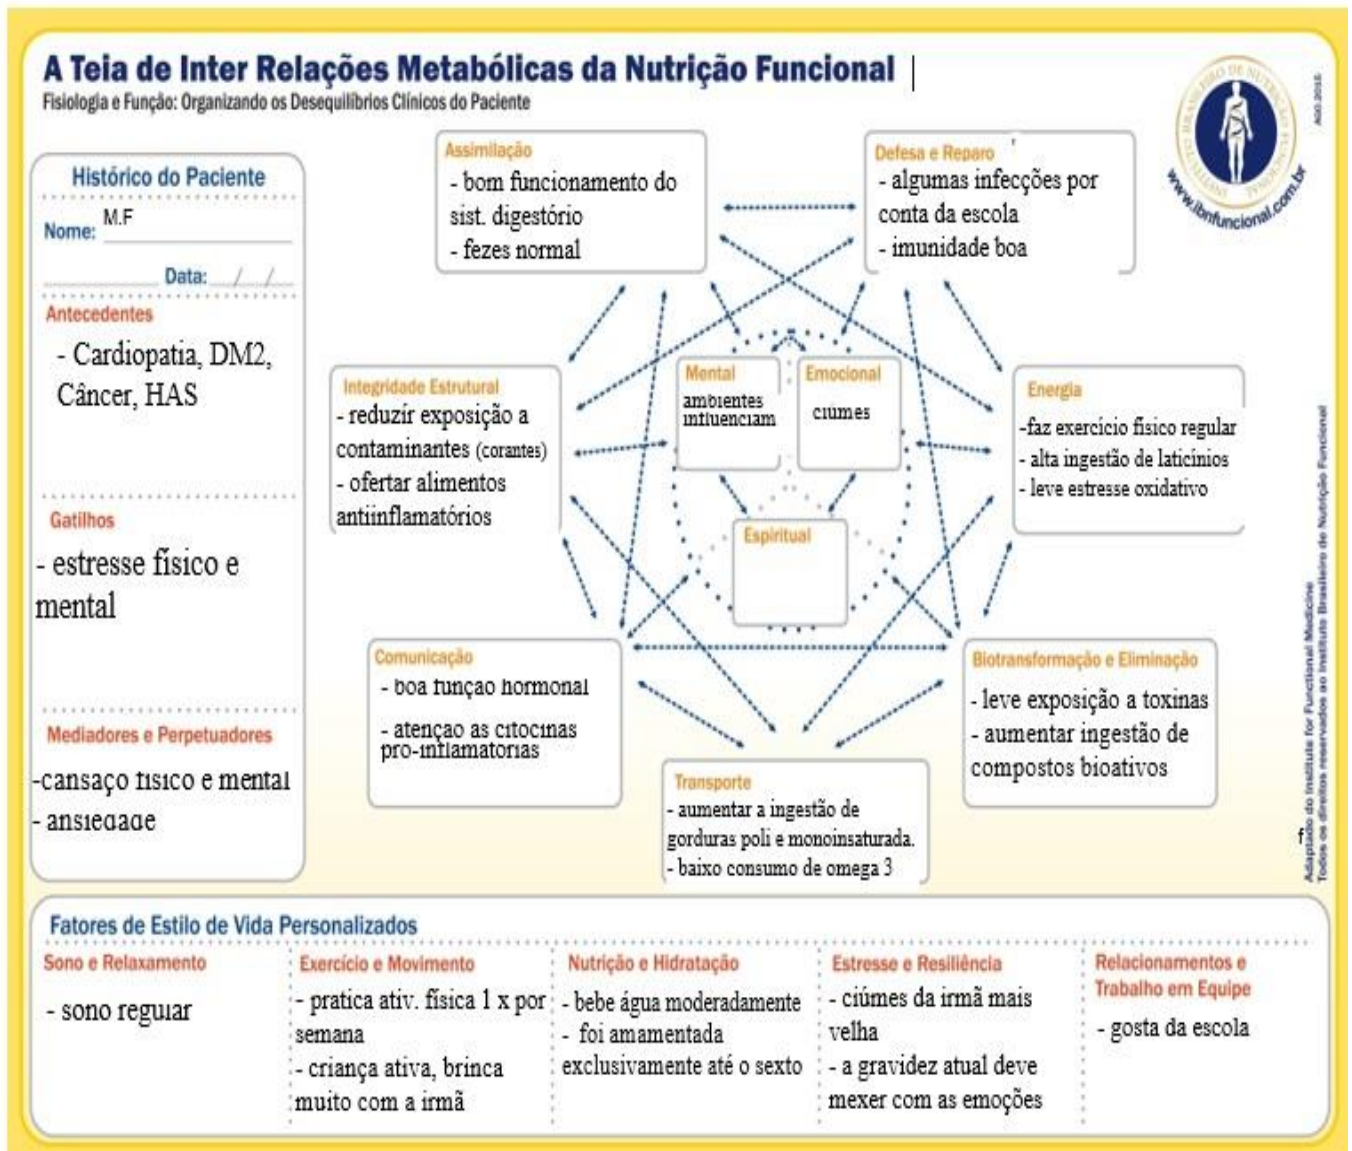 A Teia de Inter Relações Metabólicas da Nutrição Funcional
Fisiologia e Função: Organizando os Desequilíbrios Clínicos do Paciente
INSTITUTO BRASILEIRO DE NUTRIÇÃO FUNCIONAL
www.ibnfuncional.com.br
AGO.2015
Histórico do Paciente
Nome: M.F
Data: / /
Antecedentes
- Cardiopatia, DM2,
Câncer, HAS
Gatilhos
- estresse físico e
mental
Mediadores e Perpetuadores
-cansaço físico e mental
- ansiedade
Assimilação
- bom funcionamento do
sist. digestório
- fezes normal
Defesa e Reparo
- algumas infecções por
conta da escola
- imunidade boa
Integridade Estrutural
- reduzír exposição a
contaminantes (corantes)
- ofertar alimentos
antiinflamatórios
Mental
ambientes
influenciam
Emocional
ciúmes
Espiritual
Energia
-faz exercício físico regular
- alta ingestão de laticínios
- leve estresse oxidativo
Comunicação
- boa função hormonal
- atenção as citocinas
pro-inflamatórias
Biotransformação e Eliminação
- leve exposição a toxinas
- aumentar ingestão de
compostos bioativos
Transporte
- aumentar a ingestão de
gorduras poli e monoinsaturada.
- baixo consumo de omega 3
f
Adaptado do Institute for Functional Medicine
Todos os direitos reservados ao Instituto Brasileiro de Nutrição Funcional
Fatores de Estilo de Vida Personalizados
Sono e Relaxamento
- sono regular
Exercício e Movimento
- pratica ativ. física 1 x por
semana
- criança ativa, brinca
muito com a irmã
Nutrição e Hidratação
- bebe água moderadamente
- foi amamentada
exclusivamente até o sexto
Estresse e Resiliência
- ciúmes da irmã mais
velha
- a gravidez atual deve
mexer com as emoções
Relacionamentos e
Trabalho em Equipe
- gosta da escola